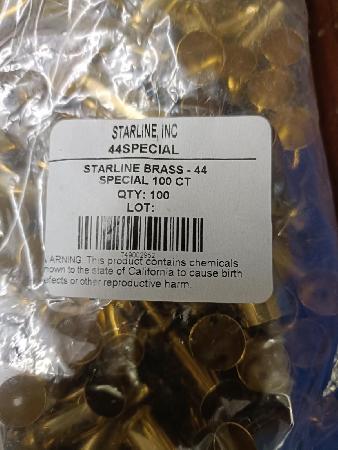 STARLINE, INC
44SPECIAL
STARLINE BRASS - 44
SPECIAL 100 CT
QTY: 100
LOT:
749002952
ARNING: This product contains chemicals
nown to the state of California to cause birth
efects or other reproductive harm.